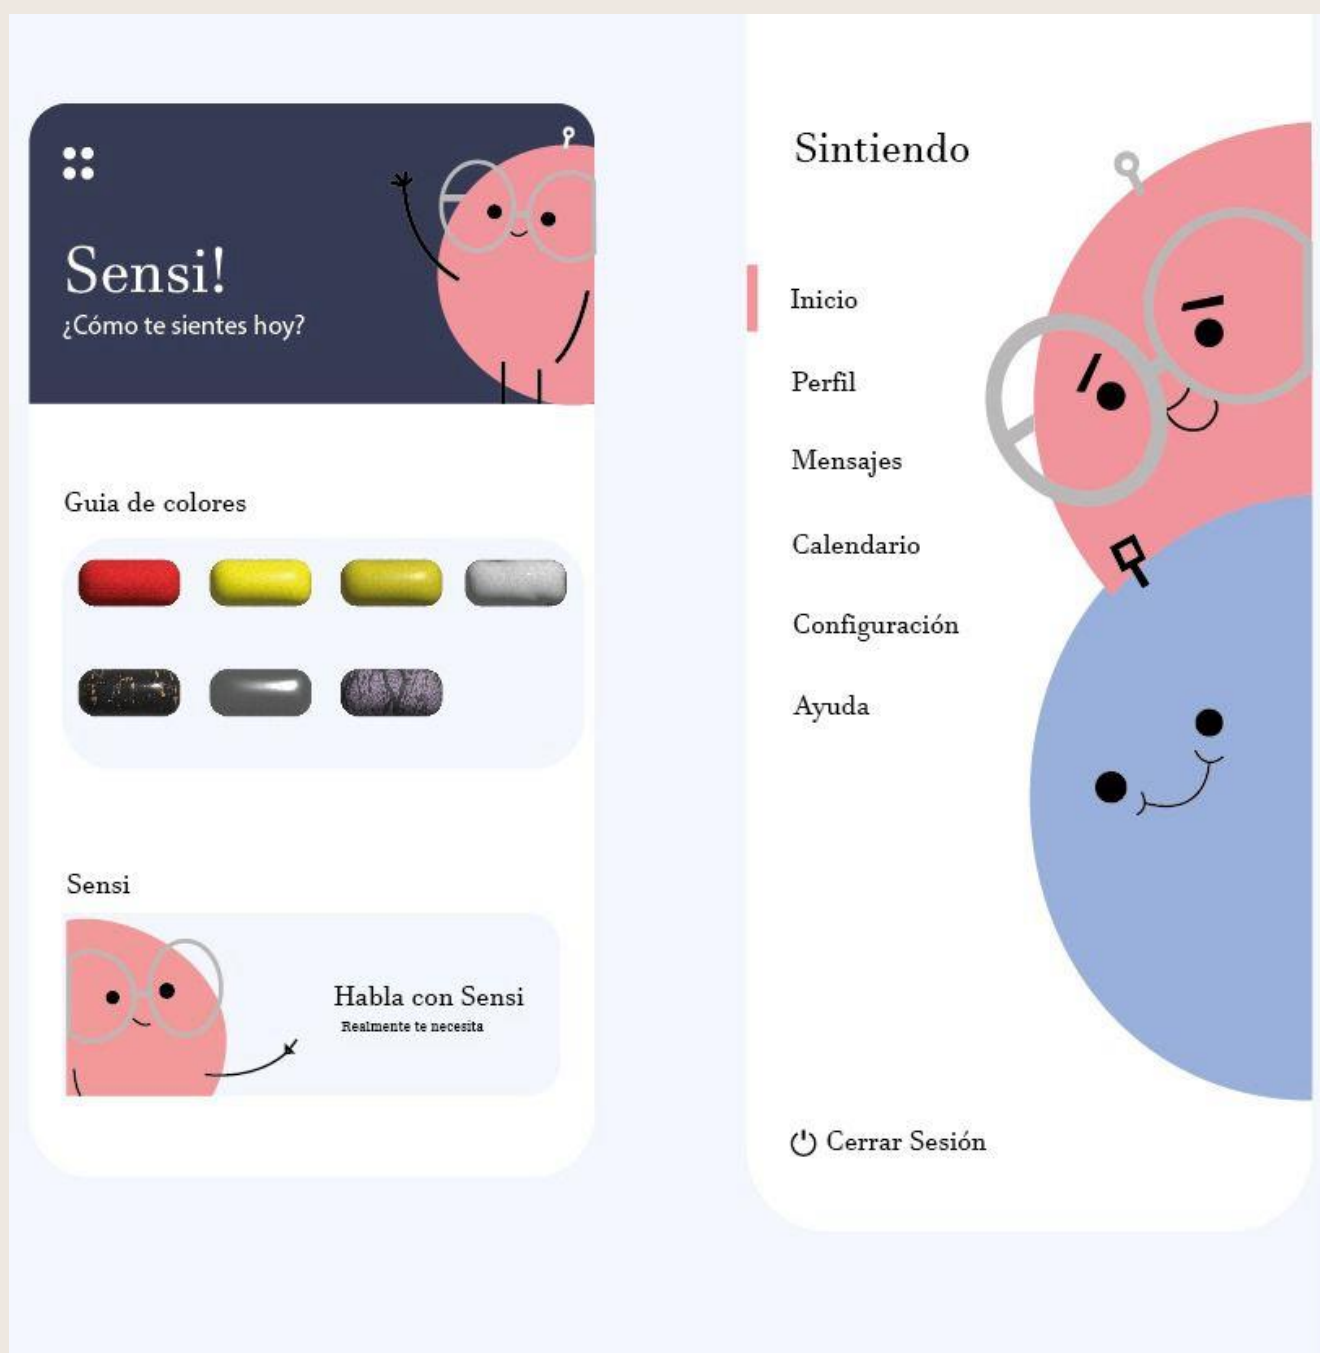 Sensi!
¿Cómo te sientes hoy?
Guia de colores
Sensi
Habla con Sensi
Realmente te necesita
Sintiendo
Inicio
Perfil
Mensajes
Calendario
Configuración
Ayuda
Cerrar Sesión